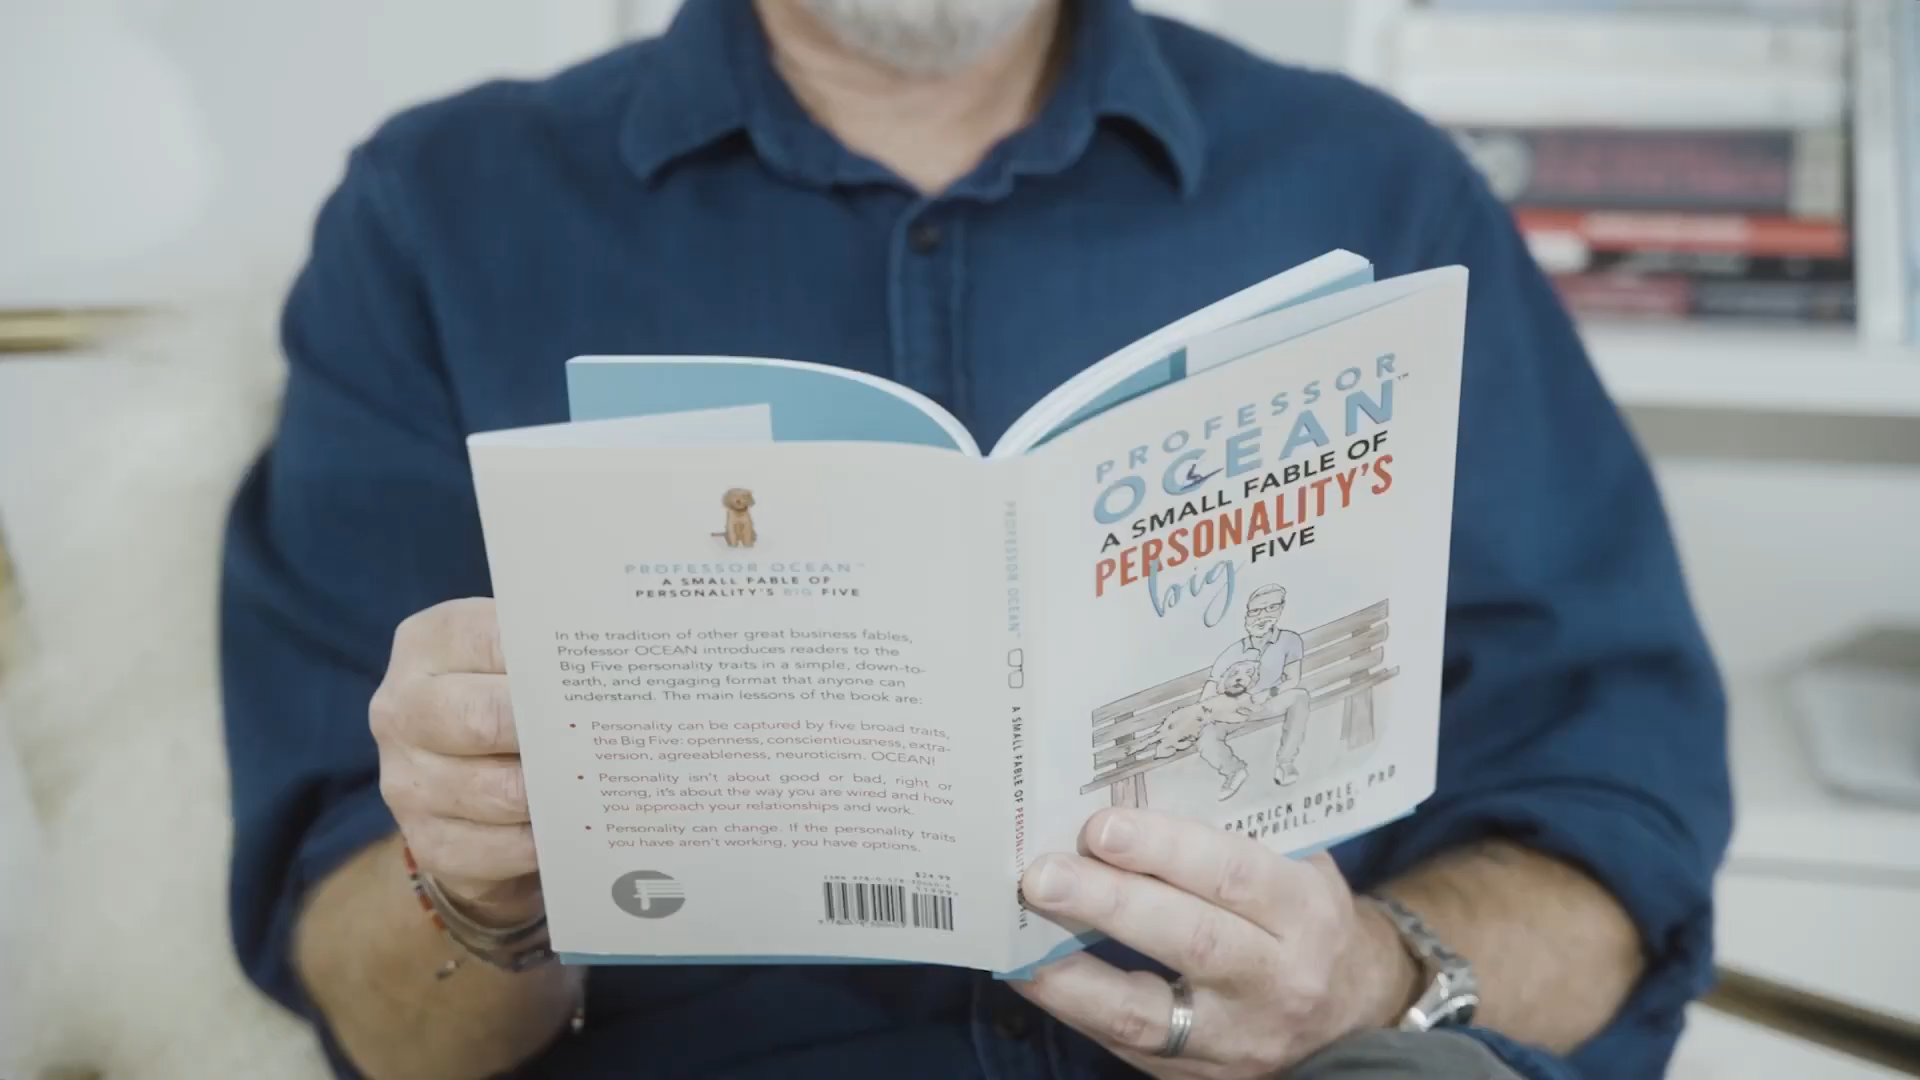 PROFESSOR OCEAN™
A SMALL FABLE OF
PERSONALITY'S BIG FIVE
In the tradition of other great business fables,
Professor OCEAN introduces readers to the
Big Five personality traits in a simple, down-to-
earth, and engaging format that anyone can
understand. The main lessons of the book are:
• Personality can be captured by five broad traits,
the Big Five: openness, conscientiousness, extra-
version, agreeableness, neuroticism. OCEAN!
• Personality isn't about good or bad, right or
wrong, it's about the way you are wired and how
you approach your relationships and work.
• Personality can change. If the personality traits
you have aren't working, you have options.
$24.99
PROFESSOR OCEAN™ A SMALL FABLE OF PERSONALITY'S FIVE
PROFESSOR
OCEAN™
A SMALL FABLE OF
PERSONALITY'S
big FIVE
PATRICK DOYLE, PhD
MPBELL, PhD